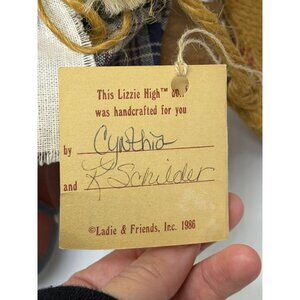 This Lizzie High™ doll
was handcrafted for you
by Cynthia
and K Schilder
©Ladie & Friends, Inc. 1986